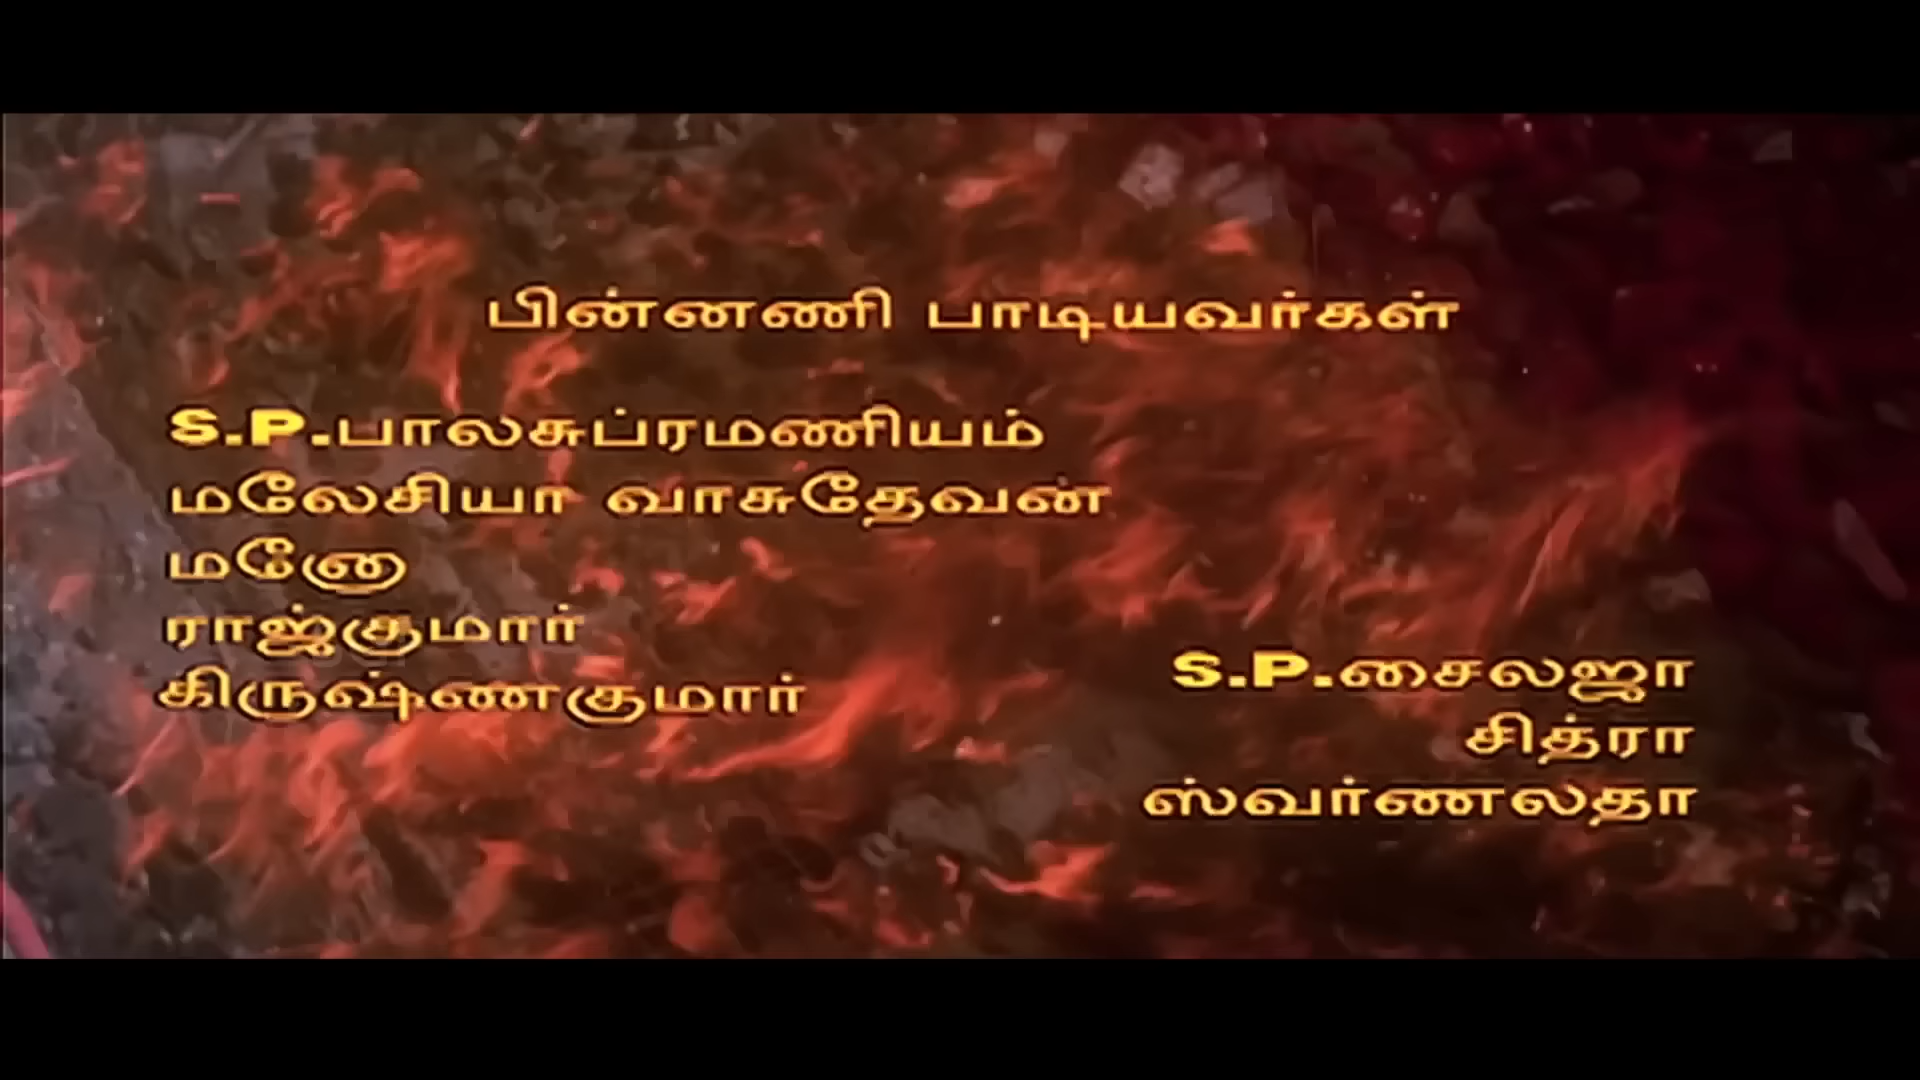 பின்னணி பாடியவர்கள்
S.P.பாலசுப்ரமணியம்
மலேசியா வாசுதேவன்
மனோ
ராஜ்குமார்
கிருஷ்ணகுமார்
S.P.சைலஜா
சித்ரா
ஸ்வர்ணலதா